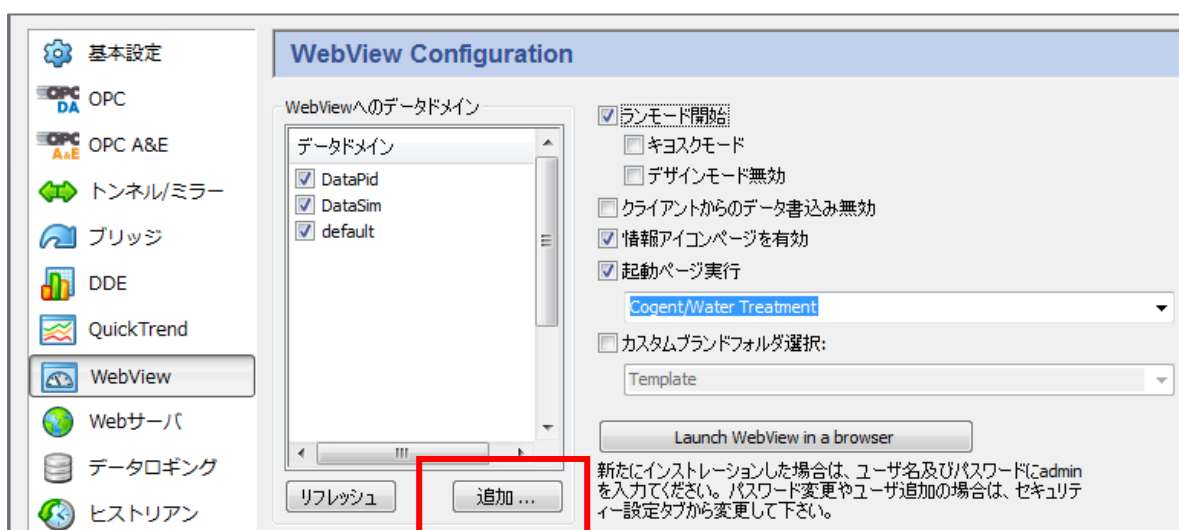 基本設定
OPC DA OPC
OPC A&E OPC A&E
トンネル/ミラー
ブリッジ
DDE
QuickTrend
WebView
Webサーバ
データロギング
ヒストリアン
WebView Configuration
WebViewへのデータドメイン
データドメイン
DataPid
DataSim
default
リフレッシュ
追加 ...
ランモード開始
キヨスクモード
デザインモード無効
クライアントからのデータ書込み無効
情報アイコンページを有効
起動ページ実行
Cogent/Water Treatment
カスタムブランドフォルダ選択:
Template
Launch WebView in a browser
新たにインストレーションした場合は、ユーザ名及びパスワードにadmin
を入力てください。パスワード変更やユーザ追加の場合は、セキュリテ
ィー設定タブから変更して下さい。